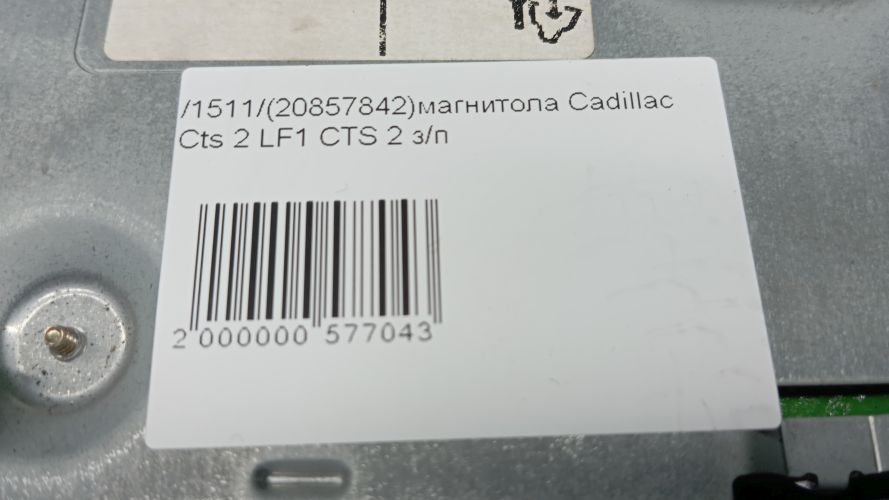 /1511/(20857842)магнитола Cadillac
Cts 2 LF1 CTS 2 з/п
2 000000 577043